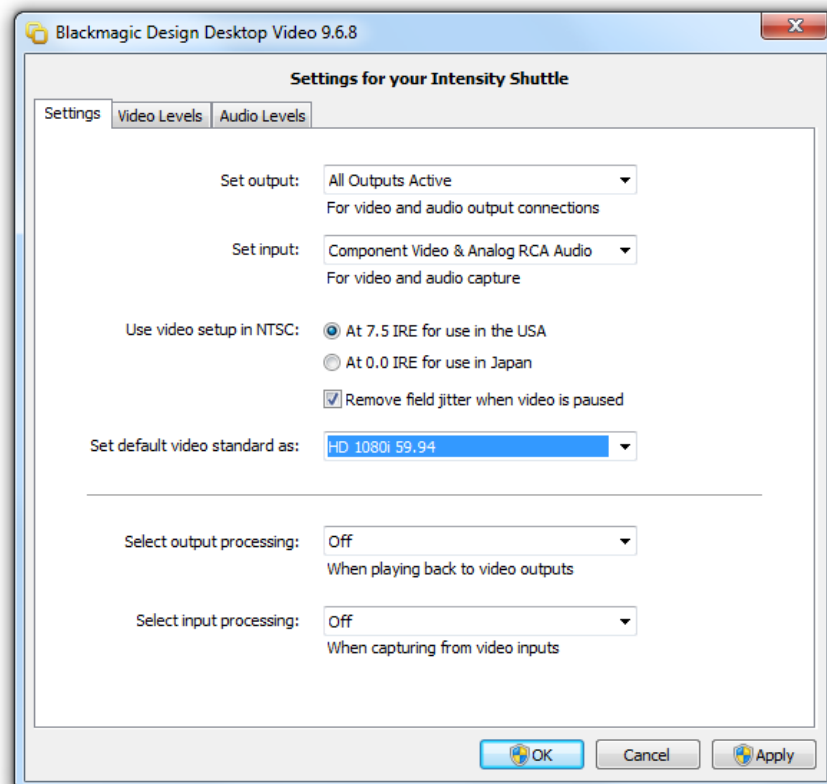 Blackmagic Design Desktop Video 9.6.8
Settings for your Intensity Shuttle
Settings Video Levels Audio Levels
Set output: All Outputs Active
For video and audio output connections
Set input: Component Video & Analog RCA Audio
For video and audio capture
Use video setup in NTSC: At 7.5 IRE for use in the USA
At 0.0 IRE for use in Japan
Remove field jitter when video is paused
Set default video standard as: HD 1080i 59.94
Select output processing: Off
When playing back to video outputs
Select input processing: Off
When capturing from video inputs
OK Cancel Apply